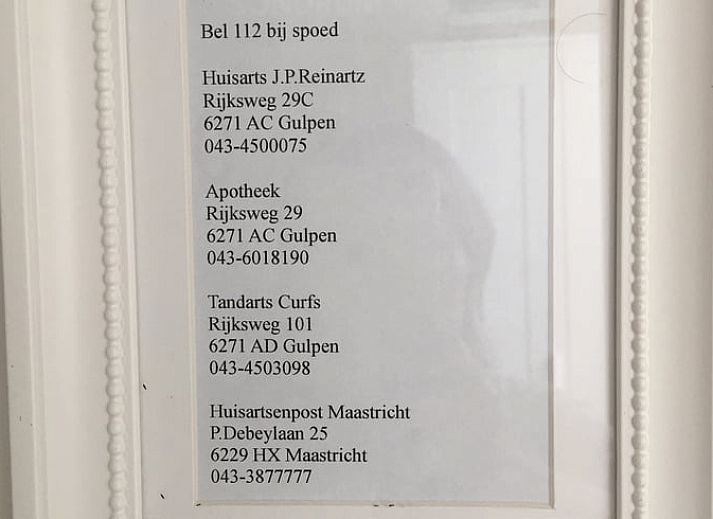 Bel 112 bij spoed
Huisarts J.P.Reinartz
Rijksweg 29C
6271 AC Gulpen
043-4500075
Apotheek
Rijksweg 29
6271 AC Gulpen
043-6018190
Tandarts Curfs
Rijksweg 101
6271 AD Gulpen
043-4503098
Huisartsenpost Maastricht
P.Debeylaan 25
6229 HX Maastricht
043-3877777